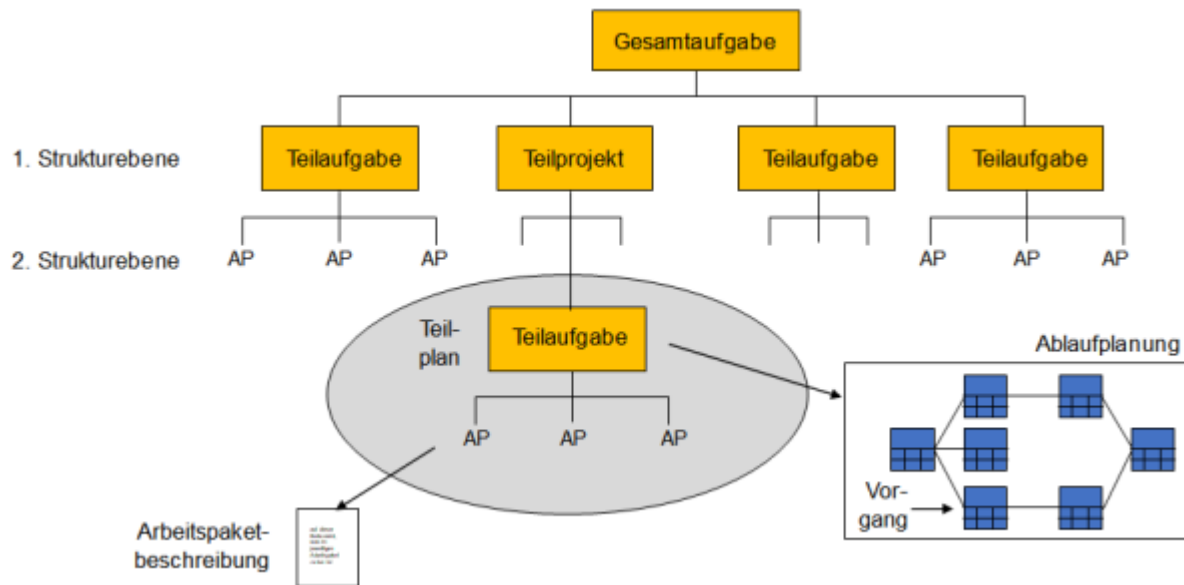 Gesamtaufgabe
1. Strukturebene
Teilaufgabe
Teilprojekt
Teilaufgabe
Teilaufgabe
2. Strukturebene
AP
AP
AP
AP
AP
AP
Teil-
plan
Teilaufgabe
AP
AP
AP
Ablaufplanung
Vor-
gang
Arbeitspaket-
beschreibung